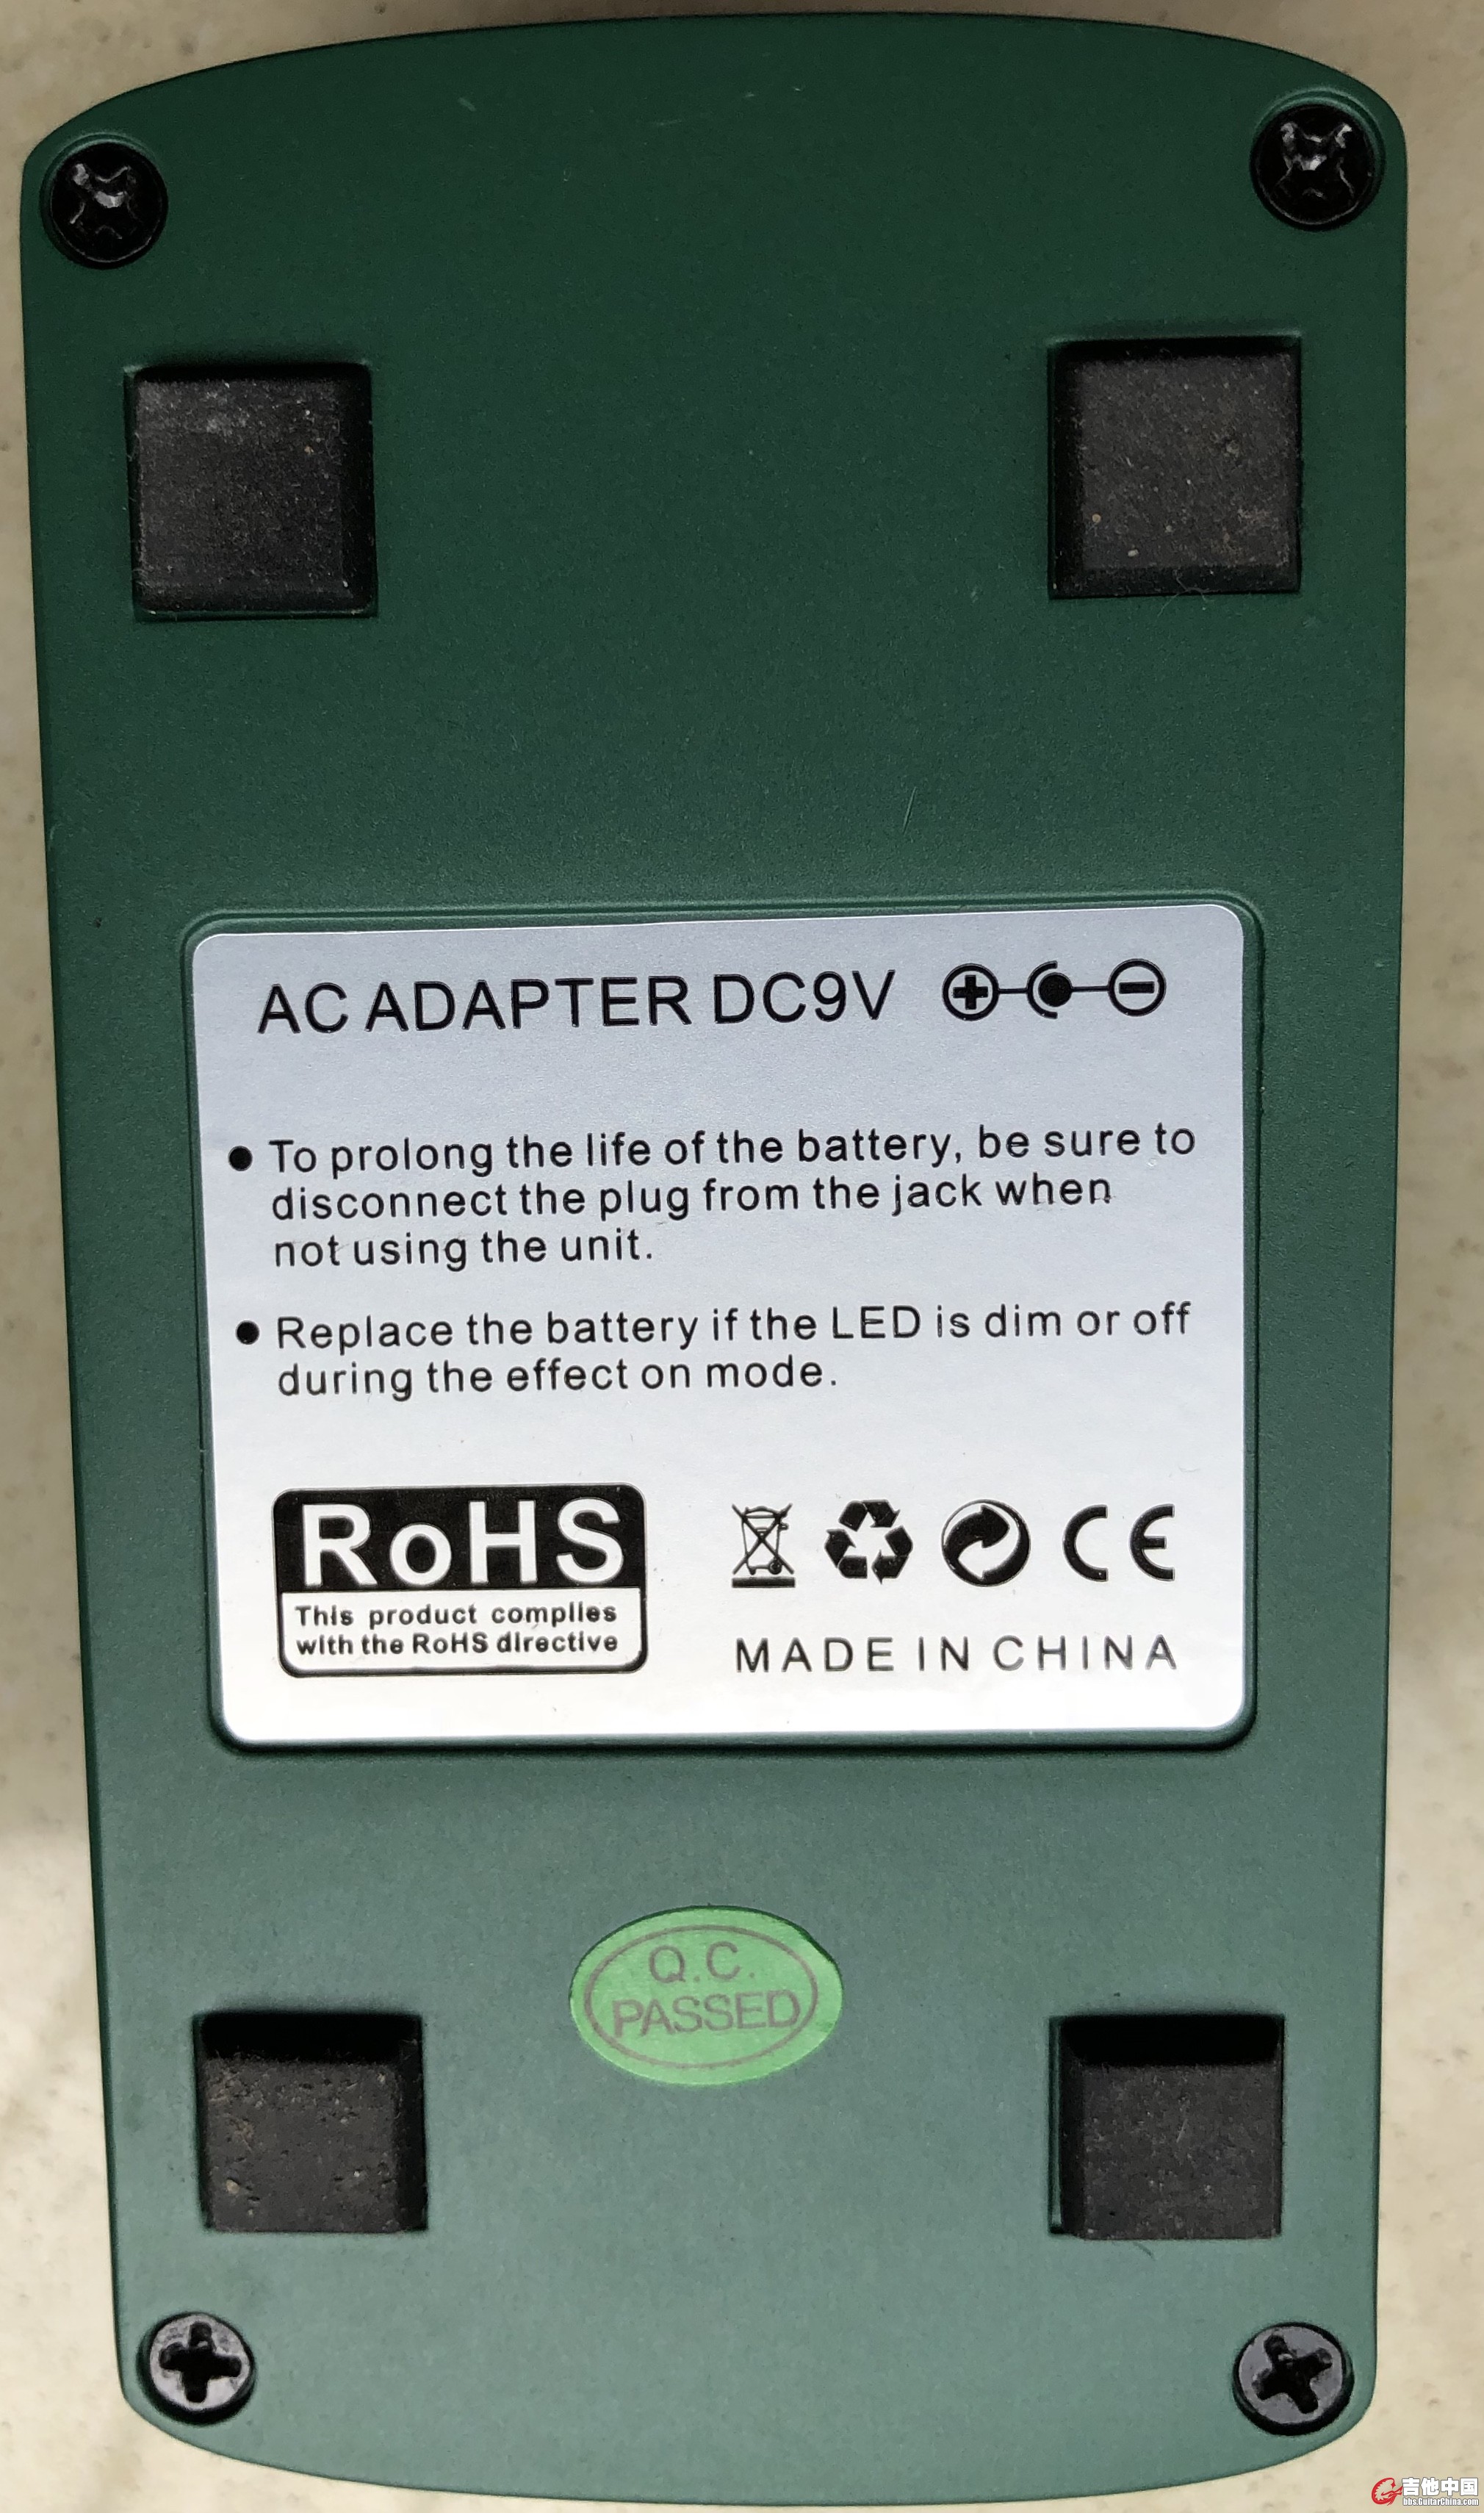 AC ADAPTER DC9V
● To prolong the life of the battery, be sure to
disconnect the plug from the jack when
not using the unit.
● Replace the battery if the LED is dim or off
during the effect on mode.
RoHS
This product complies
with the RoHS directive
CE
MADE IN CHINA
Q.C.
PASSED
吉他中国
bbs.GuitarChina.com